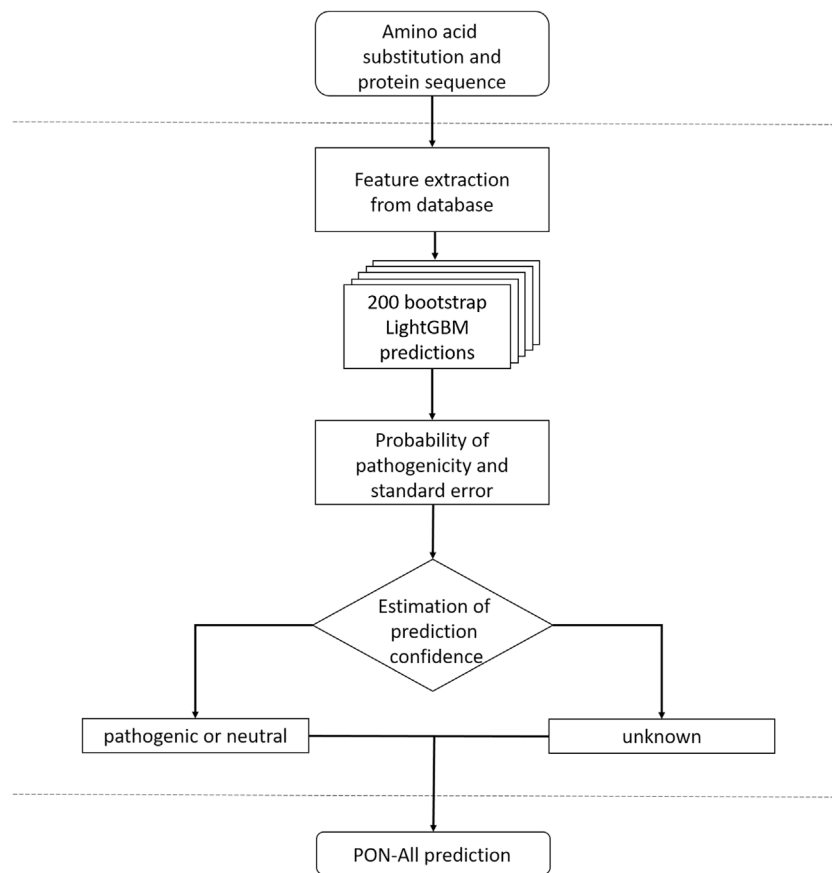 Amino acid
substitution and
protein sequence
Feature extraction
from database
200 bootstrap
LightGBM
predictions
Probability of
pathogenicity and
standard error
Estimation of
prediction
confidence
pathogenic or neutral
unknown
PON-All prediction